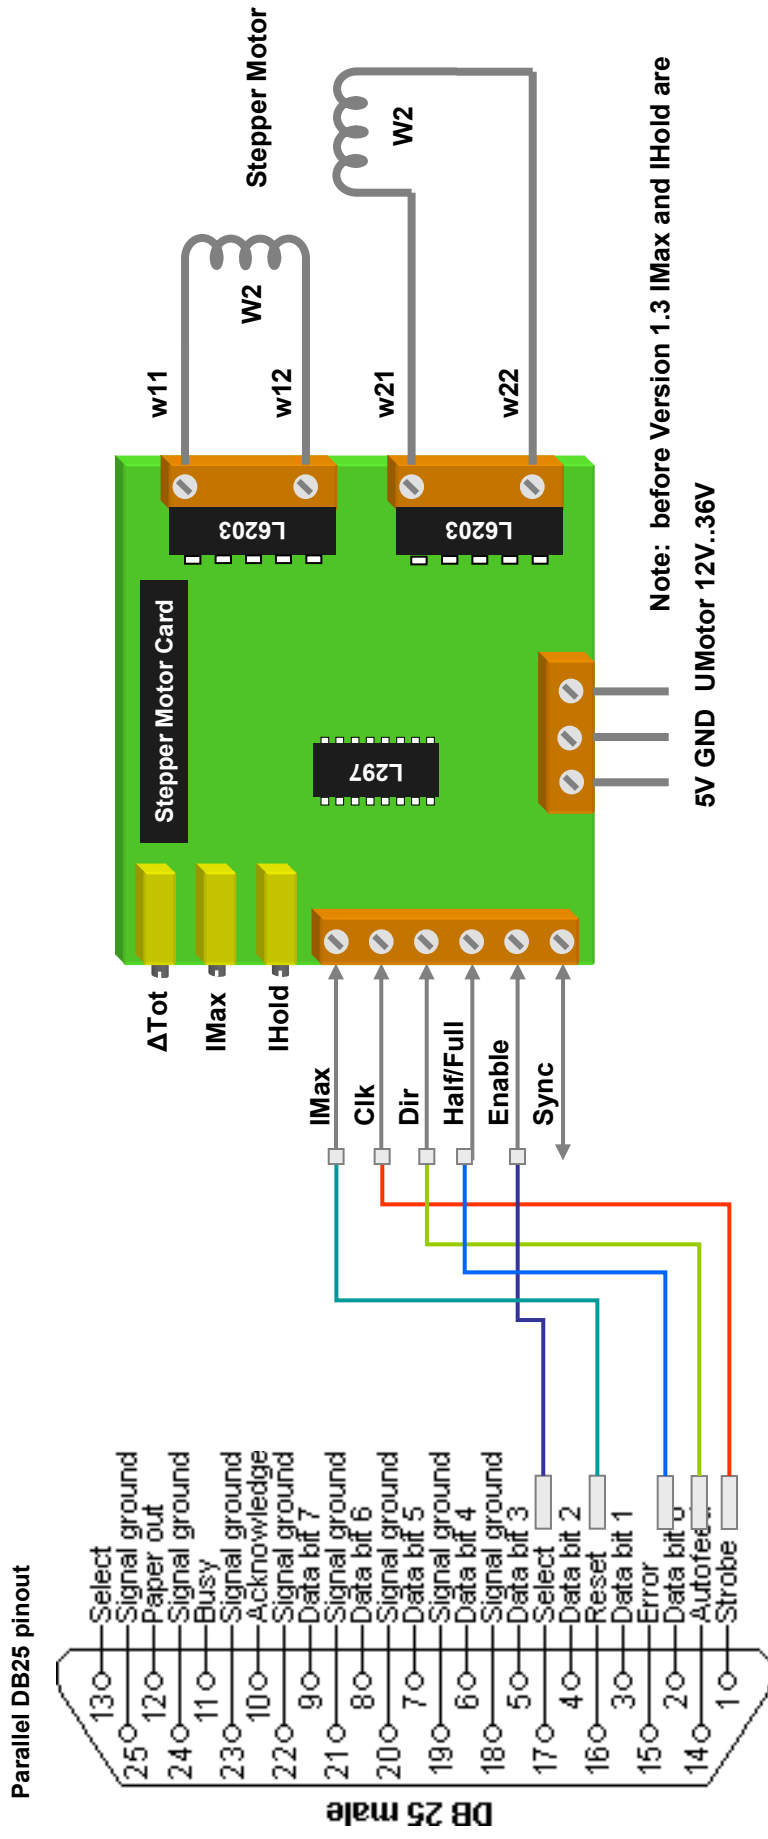 Parallel DB25 pinout
DB 25 male
13 Select
25 Signal ground
12 Paper out
24 Signal ground
11 Busy
23 Signal ground
10 Acknowledge
22 Signal ground
9 Data bit 7
21 Signal ground
8 Data bit 6
20 Signal ground
7 Data bit 5
19 Signal ground
6 Data bit 4
18 Signal ground
5 Data bit 3
17 Select
4 Data bit 2
16 Reset
3 Data bit 1
15 Error
2 Data bit 0
14 Autofeed
1 Strobe
ΔTot
IMax
IHold
IMax
Clk
Dir
Half/Full
Enable
Sync
Stepper Motor Card
L297
L6203
L6203
5V GND UMotor 12V..36V
w11
w12
w21
w22
W2
W2
Stepper Motor
Note: before Version 1.3 IMax and IHold are